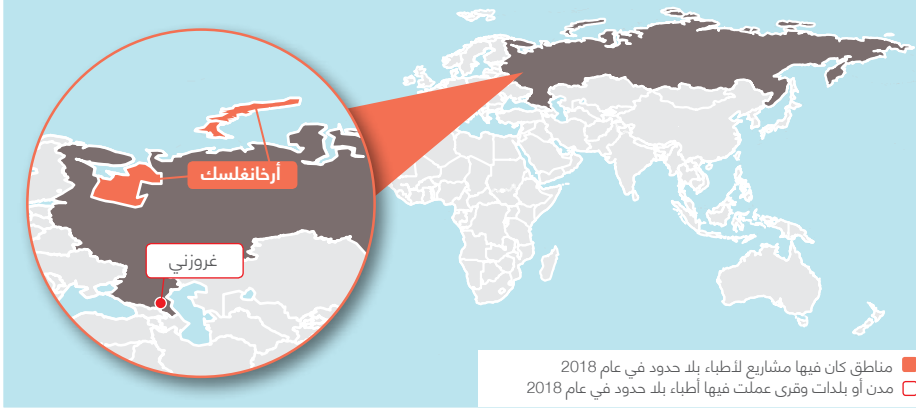 أرخانغلسك
غروزني
مناطق كان فيها مشاريع لأطباء بلا حدود في عام 2018
مدن أو بلدات وقرى عملت فيها أطباء بلا حدود في عام 2018